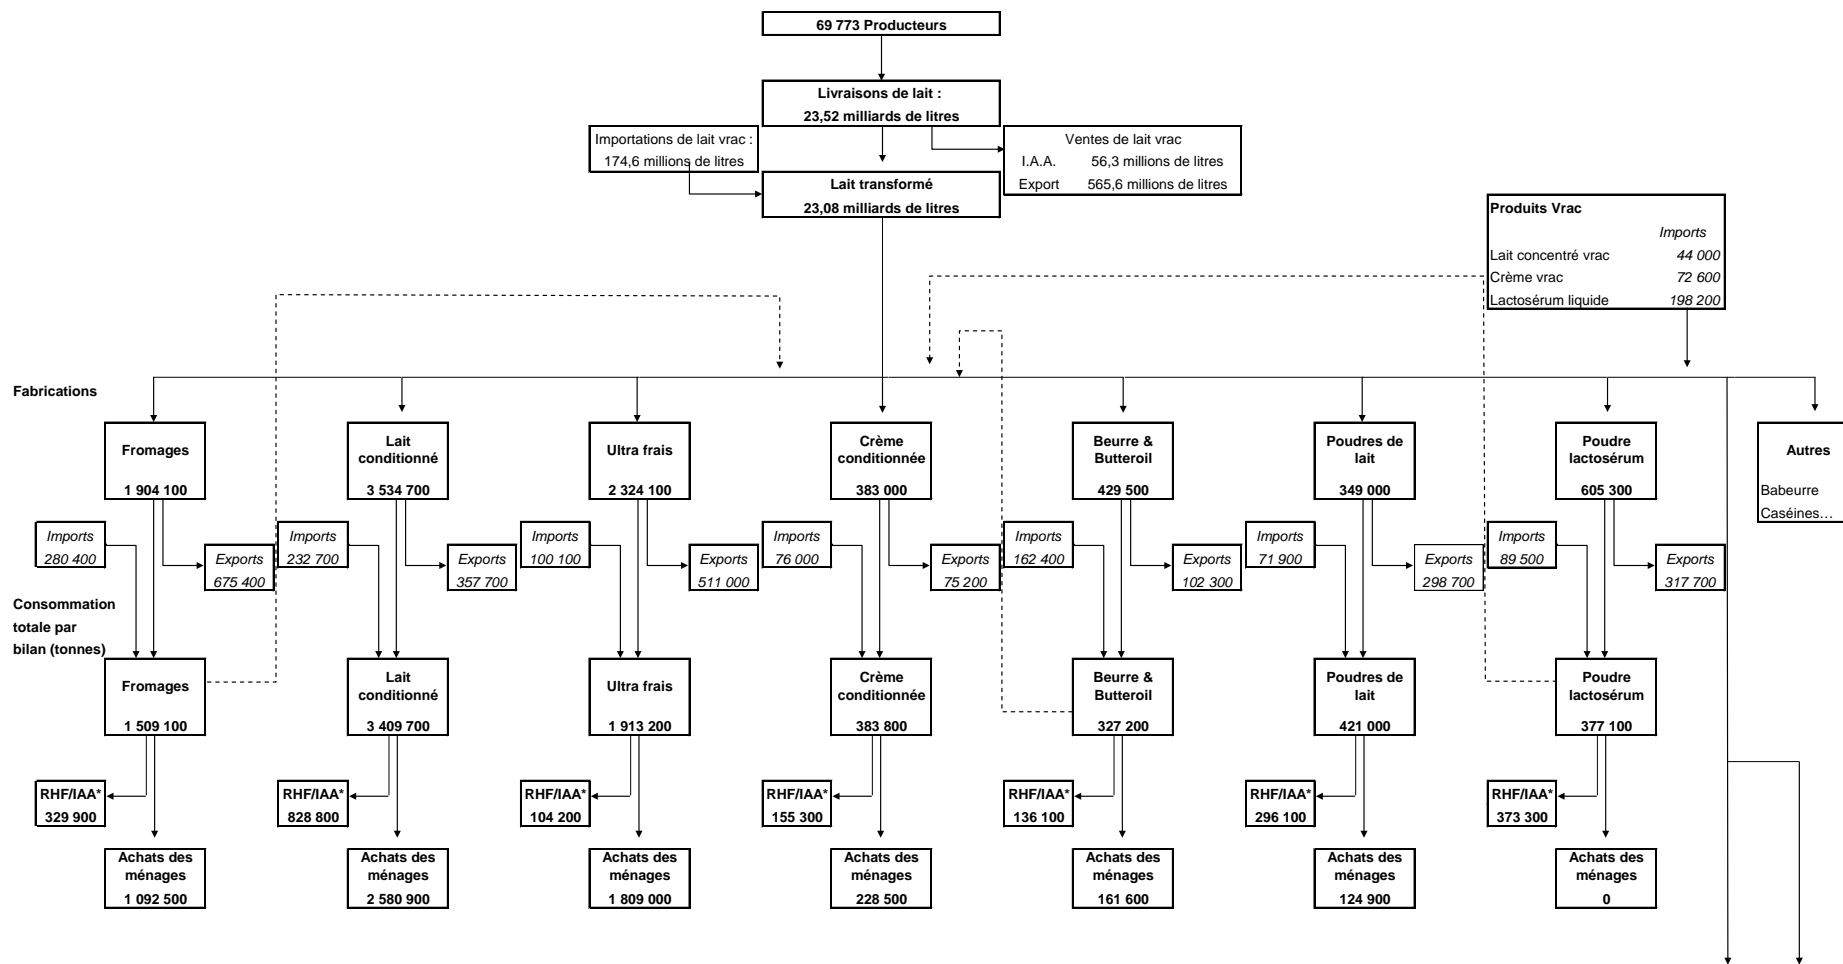 69 773 Producteurs
Livraisons de lait :
23,52 milliards de litres
Importations de lait vrac :
174,6 millions de litres
Ventes de lait vrac
I.A.A. 56,3 millions de litres
Export 565,6 millions de litres
Lait transformé
23,08 milliards de litres
Produits Vrac
Imports
Lait concentré vrac 44 000
Crème vrac 72 600
Lactosérum liquide 198 200
Fabrications
Fromages
1 904 100
Lait
conditionné
3 534 700
Ultra frais
2 324 100
Crème
conditionnée
383 000
Beurre &
Butteroil
429 500
Poudres de
lait
349 000
Poudre
lactosérum
605 300
Autres
Babeurre
Caséines…
Imports
280 400
Exports
675 400
Imports
232 700
Exports
357 700
Imports
100 100
Exports
511 000
Imports
76 000
Exports
75 200
Imports
162 400
Exports
102 300
Imports
71 900
Exports
298 700
Imports
89 500
Exports
317 700
Consommation
totale par
bilan (tonnes)
Fromages
1 509 100
Lait
conditionné
3 409 700
Ultra frais
1 913 200
Crème
conditionnée
383 800
Beurre &
Butteroil
327 200
Poudres de
lait
421 000
Poudre
lactosérum
377 100
RHF/IAA*
329 900
RHF/IAA*
828 800
RHF/IAA*
104 200
RHF/IAA*
155 300
RHF/IAA*
136 100
RHF/IAA*
296 100
RHF/IAA*
373 300
Achats des
ménages
1 092 500
Achats des
ménages
2 580 900
Achats des
ménages
1 809 000
Achats des
ménages
228 500
Achats des
ménages
161 600
Achats des
ménages
124 900
Achats des
ménages
0